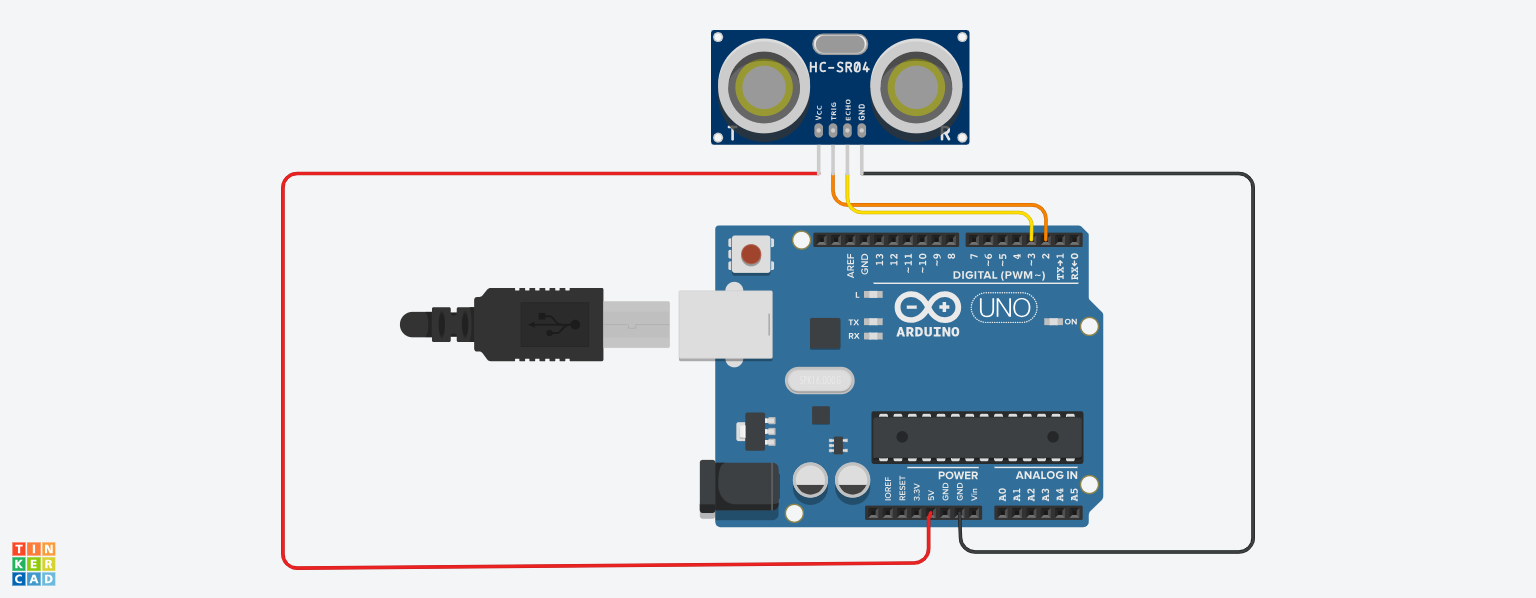 HC-SR04
VCC
TRIG
ECHO
GND
T
R
AREF
GND
13
12
~11
~10
~9
8
7
~6
~5
4
~3
2
TX→1
RX←0
DIGITAL (PWM~)
L
TX
RX
ARDUINO
UNO
ON
POWER
ANALOG IN
IOREF
RESET
3.3V
5V
GND
GND
Vin
A0
A1
A2
A3
A4
A5
TIN
KER
CAD